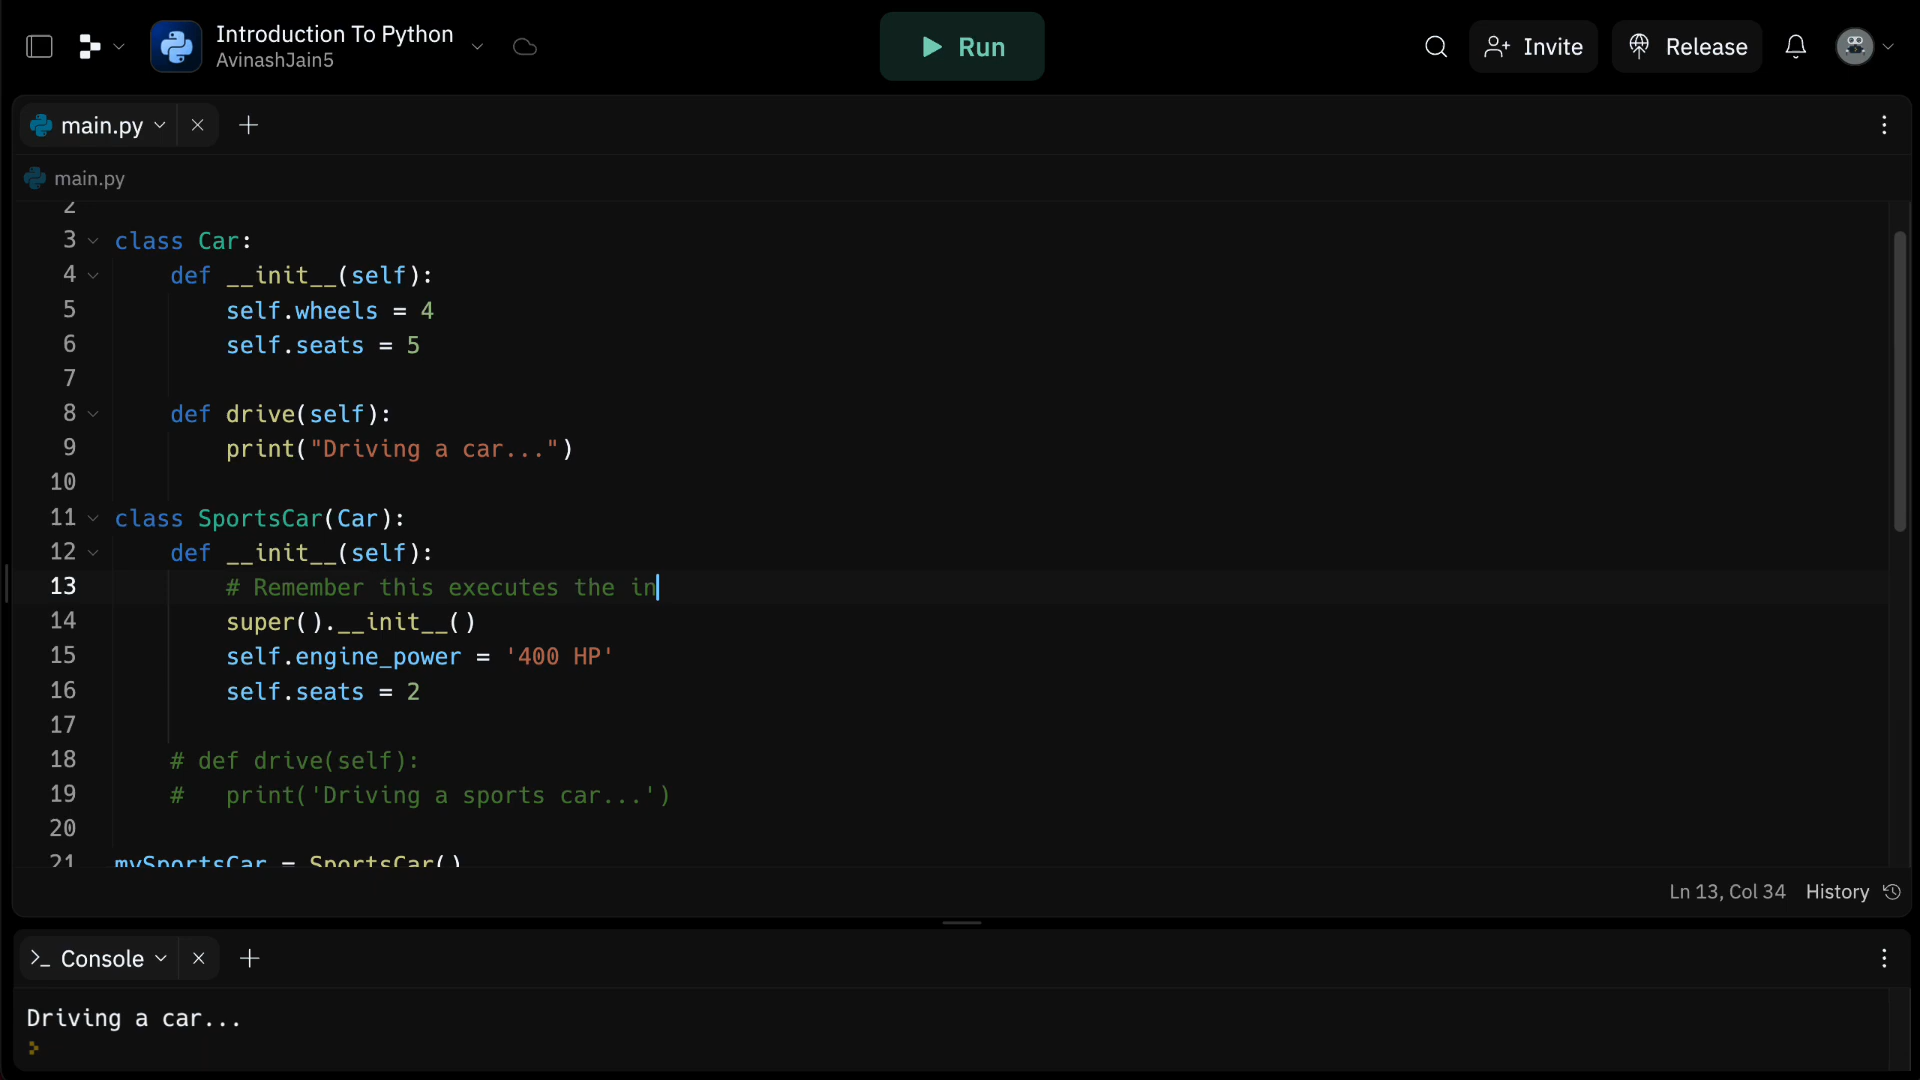 Introduction To Python
AvinashJain5
Run
Invite
Release
main.py
main.py
2
3 class Car:
4 def __init__(self):
5 self.wheels = 4
6 self.seats = 5
7
8 def drive(self):
9 print("Driving a car...")
10
11 class SportsCar(Car):
12 def __init__(self):
13 # Remember this executes the in
14 super().__init__()
15 self.engine_power = '400 HP'
16 self.seats = 2
17
18 # def drive(self):
19 #   print('Driving a sports car...')
20
21 mySportsCar = SportsCar()
Ln 13, Col 34 History
Console
Driving a car...